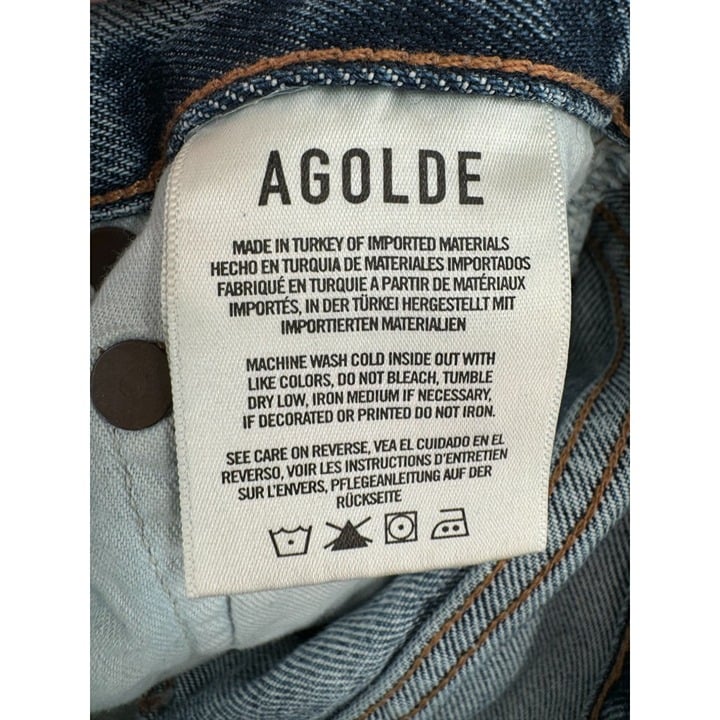 AGOLDE
MADE IN TURKEY OF IMPORTED MATERIALS
HECHO EN TURQUIA DE MATERIALES IMPORTADOS
FABRIQUÉ EN TURQUIE A PARTIR DE MATÉRIAUX
IMPORTÉS, IN DER TÜRKEI HERGESTELLT MIT
IMPORTIERTEN MATERIALIEN
MACHINE WASH COLD INSIDE OUT WITH
LIKE COLORS, DO NOT BLEACH, TUMBLE
DRY LOW, IRON MEDIUM IF NECESSARY,
IF DECORATED OR PRINTED DO NOT IRON.
SEE CARE ON REVERSE, VEA EL CUIDADO EN EL
REVERSO, VOIR LES INSTRUCTIONS D'ENTRETIEN
SUR L'ENVERS, PFLEGEANLEITUNG AUF DER
RÜCKSEITE